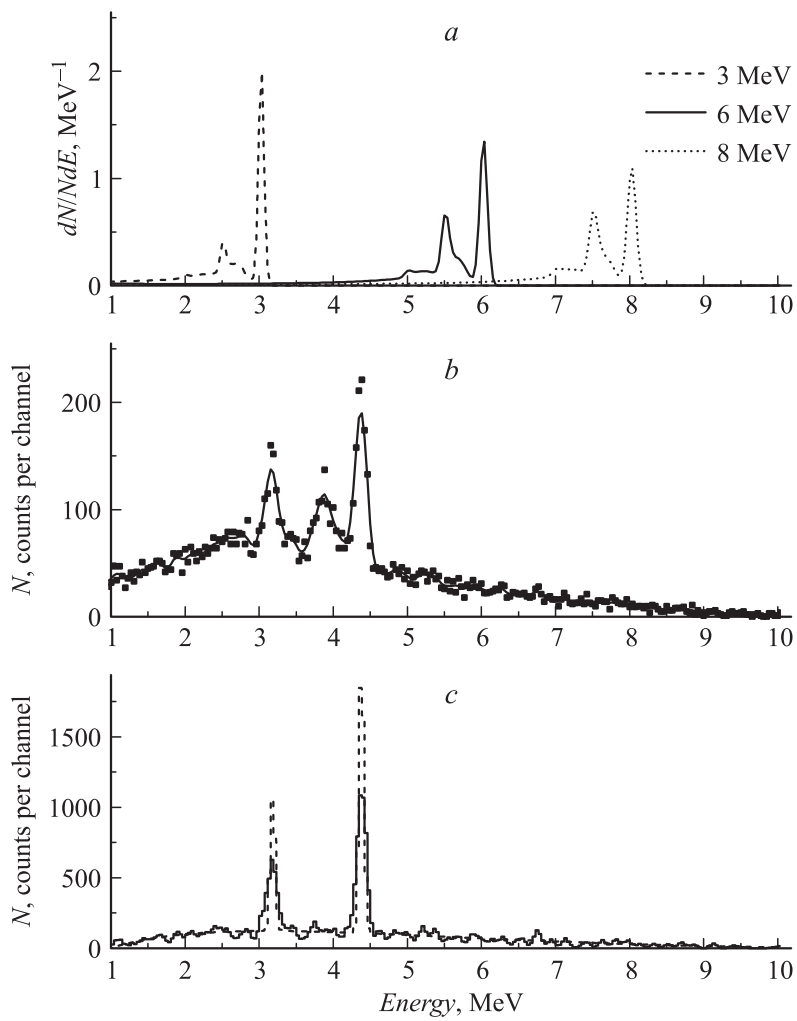 a
dN/NdE, MeV−1
3 MeV
6 MeV
8 MeV
2
1
0
1 2 3 4 5 6 7 8 9 10
b
N, counts per channel
200
100
0
1 2 3 4 5 6 7 8 9 10
c
N, counts per channel
1500
1000
500
0
1 2 3 4 5 6 7 8 9 10
Energy, MeV